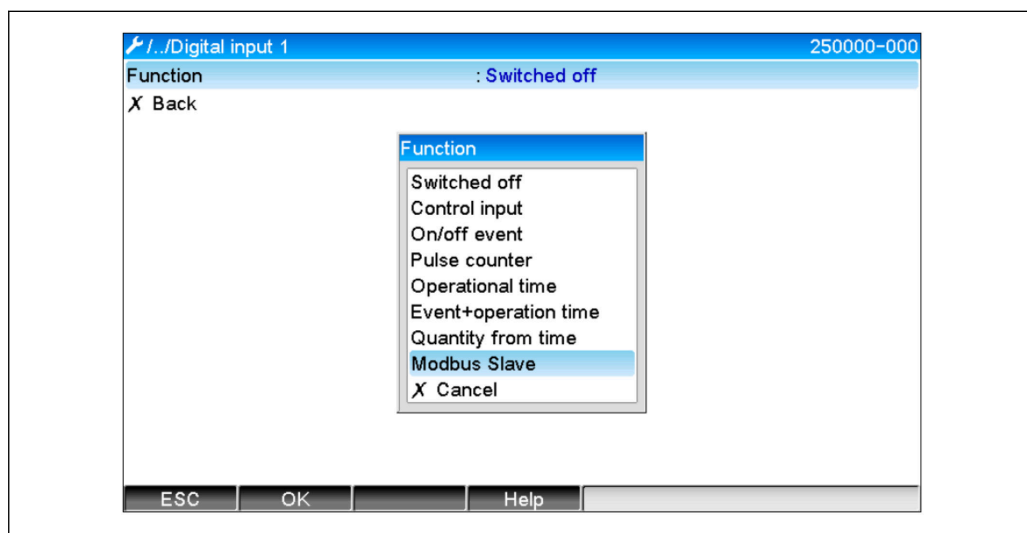 /../Digital input 1 250000-000
Function : Switched off
X Back
Function
Switched off
Control input
On/off event
Pulse counter
Operational time
Event+operation time
Quantity from time
Modbus Slave
X Cancel
ESC OK Help